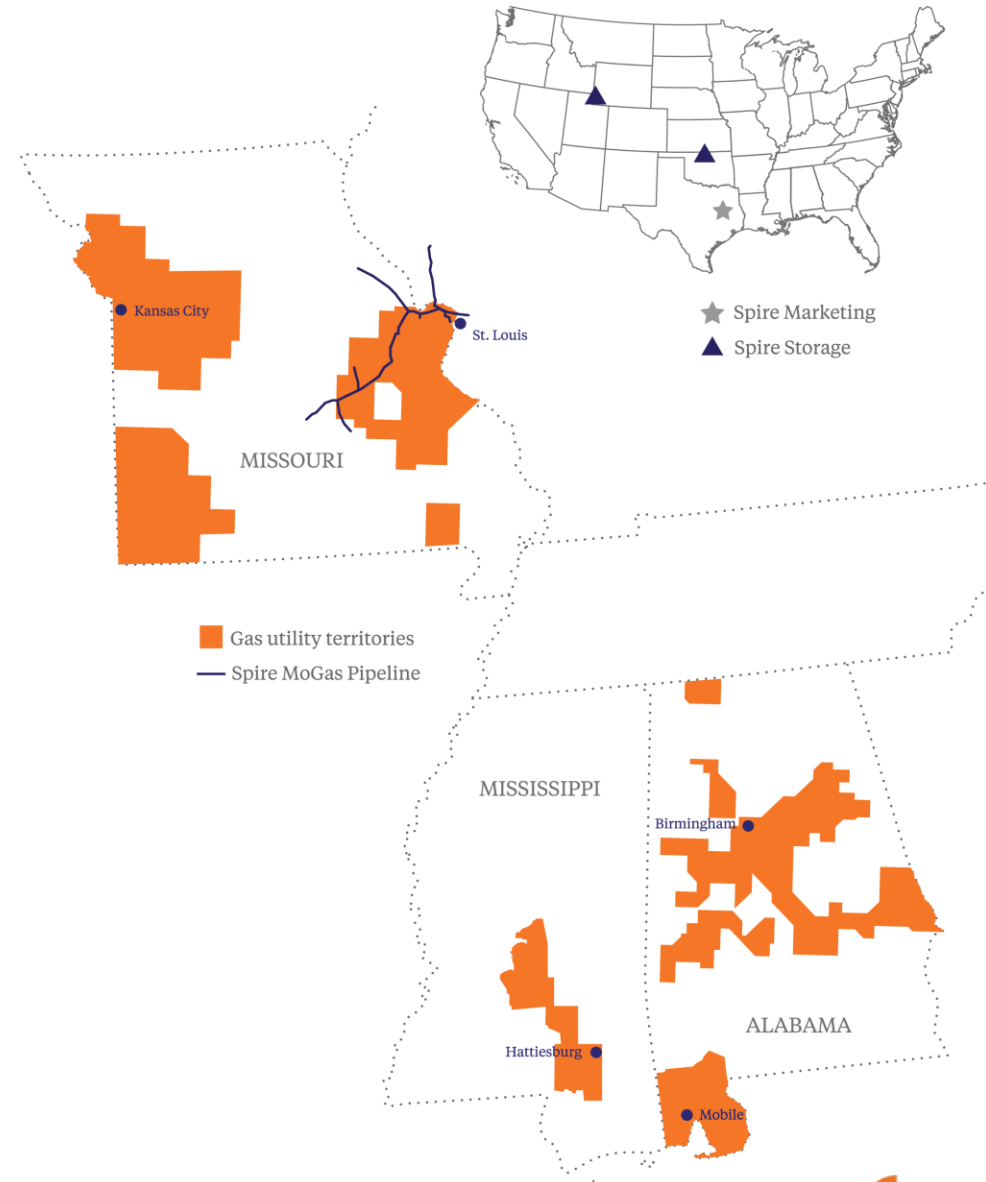 Kansas City
St. Louis
Spire Marketing
Spire Storage
MISSOURI
Gas utility territories
Spire MoGas Pipeline
MISSISSIPPI
Birmingham
ALABAMA
Hattiesburg
Mobile